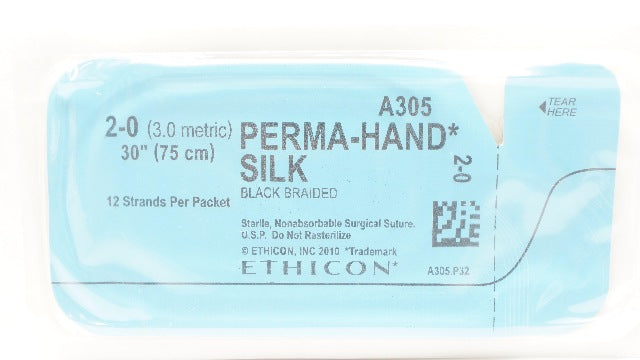 A305
2-0 (3.0 metric)
30" (75 cm)
PERMA-HAND*
SILK
BLACK BRAIDED
12 Strands Per Packet
Sterile, Nonabsorbable Surgical Suture.
U.S.P. Do Not Resterilize
© ETHICON, INC 2010 *Trademark
ETHICON*
2-0
A305.P32
TEAR
HERE